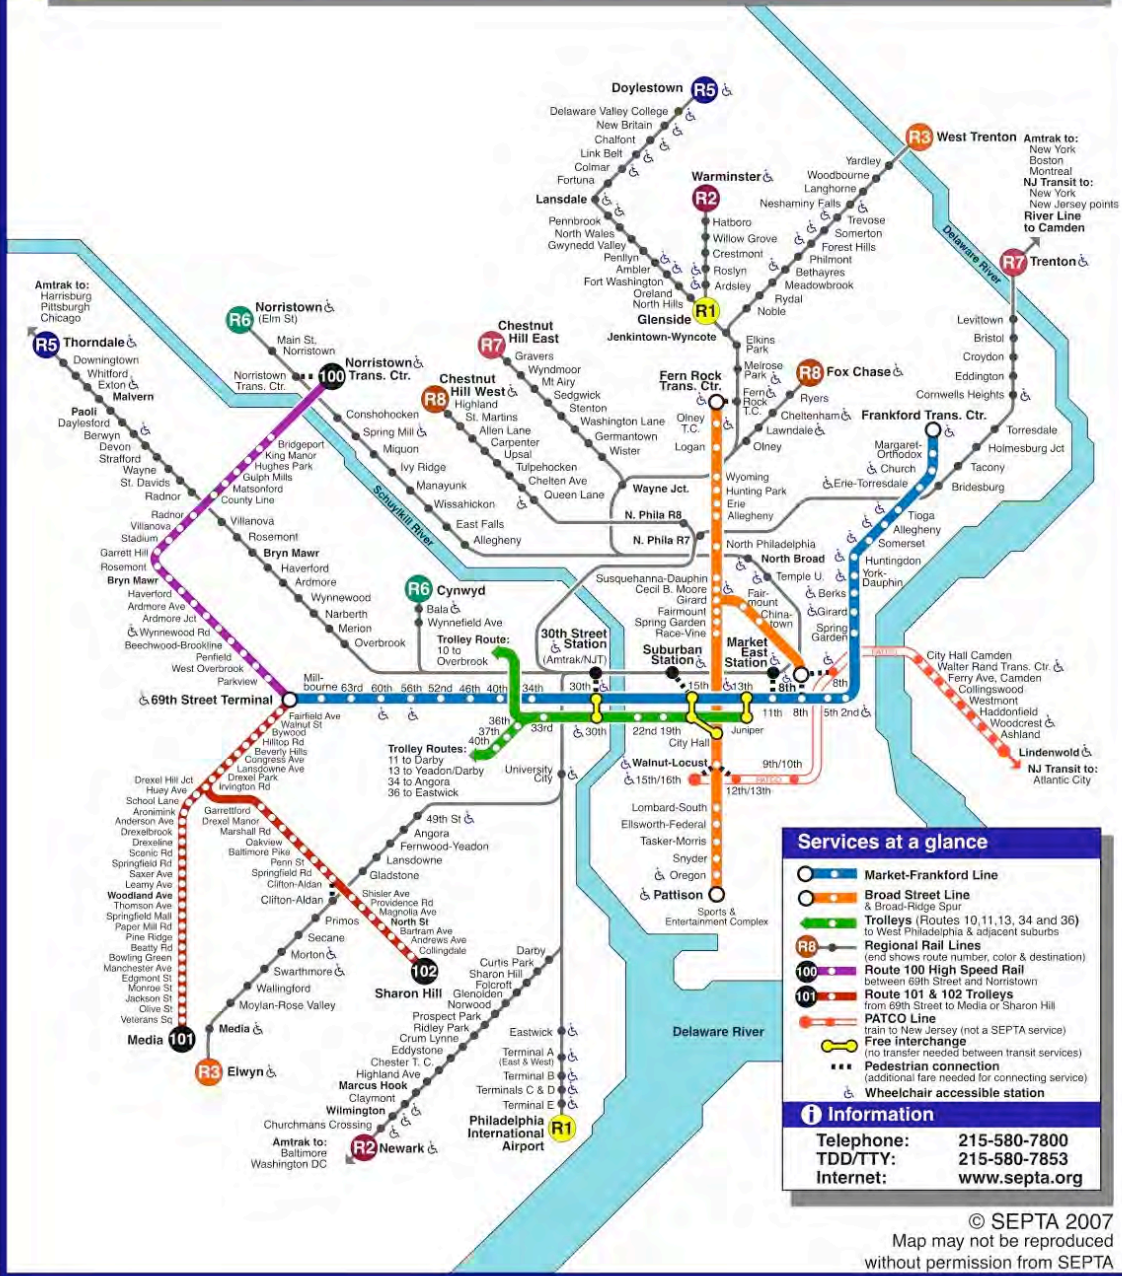 Doylestown
R5
Delaware Valley College
New Britain
Chalfont
Link Belt
Colmar
Fortuna
Lansdale
Pennbrook
North Wales
Gwynedd Valley
Penllyn
Ambler
Fort Washington
Oreland
North Hills
R1
Glenside
Jenkintown-Wyncote
Warminster
R2
Hatboro
Willow Grove
Crestmont
Roslyn
Ardsley
R3
West Trenton
Yardley
Woodbourne
Langhorne
Neshaminy Falls
Trevose
Somerton
Forest Hills
Philmont
Bethayres
Meadowbrook
Rydal
Noble
Amtrak to:
New York
Boston
Montreal
NJ Transit to:
New York
New Jersey points
River Line
to Camden
Delaware River
R7
Trenton
Levittown
Bristol
Croydon
Eddington
Cornwells Heights
Torresdale
Holmesburg Jct
Tacony
Bridesburg
Amtrak to:
Harrisburg
Pittsburgh
Chicago
R5
Thorndale
Downingtown
Whitford
Exton
Malvern
Paoli
Daylesford
Berwyn
Devon
Strafford
Wayne
St. Davids
Radnor
Villanova
Rosemont
Bryn Mawr
Haverford
Ardmore
Wynnewood
Narberth
Merion
Overbrook
R6
Norristown
(Elm St)
Main St,
Norristown
Norristown
Trans. Ctr.
100
Norristown
Trans. Ctr.
Conshohocken
Spring Mill
Miquon
Ivy Ridge
Manayunk
Wissahickon
East Falls
Allegheny
Schuylkill River
Bridgeport
King Manor
Hughes Park
Gulph Mills
Matsonford
County Line
Radnor
Villanova
Stadium
Garrett Hill
Rosemont
Bryn Mawr
Haverford
Ardmore Ave
Ardmore Jct
Wynnewood Rd
Beechwood-Brookline
Penfield
West Overbrook
Parkview
69th Street Terminal
R7
Chestnut
Hill East
Gravers
Wyndmoor
Mt Airy
Sedgwick
Stenton
Washington Lane
Germantown
Wister
Wayne Jct.
R8
Chestnut
Hill West
Highland
St. Martins
Allen Lane
Carpenter
Upsal
Tulpehocken
Chelten Ave
Queen Lane
N. Phila R8
N. Phila R7
Elkins
Park
Melrose
Park
Fern
Rock
T.C.
R8
Fox Chase
Ryers
Cheltenham
Lawndale
Olney
Fern Rock
Trans. Ctr.
Olney
T.C.
Logan
Wyoming
Hunting Park
Erie
Allegheny
North Philadelphia
North Broad
Temple U.
Susquehanna-Dauphin
Cecil B. Moore
Girard
Fairmount
Spring Garden
Race-Vine
Fair-
mount
China-
town
Frankford Trans. Ctr.
Margaret-
Orthodox
Church
Erie-Torresdale
Tioga
Allegheny
Somerset
Huntingdon
York-
Dauphin
Berks
Girard
Spring
Garden
R6
Cynwyd
Bala
Wynnefield Ave
Trolley Route:
10 to
Overbrook
30th Street
Station
(Amtrak/NJT)
Suburban
Station
Market
East
Station
Mill-
bourne
63rd
60th
56th
52nd
46th
40th
34th
30th
15th
13th
8th
8th
11th
8th
5th
2nd
36th
37th
40th
33rd
30th
22nd
19th
City Hall
Juniper
Trolley Routes:
11 to Darby
13 to Yeadon/Darby
34 to Angora
36 to Eastwick
University
City
PATCO
City Hall Camden
Walter Rand Trans. Ctr.
Ferry Ave, Camden
Collingswood
Westmont
Haddonfield
Woodcrest
Ashland
Lindenwold
NJ Transit to:
Atlantic City
Walnut-Locust
15th/16th
9th/10th
PATCO
12th/13th
Lombard-South
Ellsworth-Federal
Tasker-Morris
Snyder
Oregon
Pattison
Sports &
Entertainment Complex
Fairfield Ave
Walnut St
Bywood
Hilltop Rd
Beverly Hills
Congress Ave
Lansdowne Ave
Drexel Park
Irvington Rd
Drexel Hill Jct
Huey Ave
School Lane
Aronimink
Anderson Ave
Drexelbrook
Drexeline
Scenic Rd
Springfield Rd
Saxer Ave
Leamy Ave
Woodland Ave
Thomson Ave
Springfield Mall
Paper Mill Rd
Pine Ridge
Beatty Rd
Bowling Green
Manchester Ave
Edgmont St
Monroe St
Jackson St
Olive St
Veterans Sq
Media
101
Garrettford
Drexel Manor
Marshall Rd
Oakview
Baltimore Pike
Penn St
Springfield Rd
Clifton-Aldan
Shisler Ave
Providence Rd
Magnolia Ave
North St
Bartram Ave
Andrews Ave
Collingdale
102
Sharon Hill
49th St
Angora
Fernwood-Yeadon
Lansdowne
Gladstone
Clifton-Aldan
Primos
Secane
Morton
Swarthmore
Wallingford
Moylan-Rose Valley
Media
R3
Elwyn
Darby
Curtis Park
Sharon Hill
Folcroft
Glenolden
Norwood
Prospect Park
Ridley Park
Crum Lynne
Eddystone
Chester T. C.
Highland Ave
Marcus Hook
Claymont
Wilmington
Churchmans Crossing
Amtrak to:
Baltimore
Washington DC
R2
Newark
Eastwick
Terminal A
(East & West)
Terminal B
Terminals C & D
Terminal E
Philadelphia
International
Airport
R1
Delaware River
Services at a glance
Market-Frankford Line
Broad Street Line
& Broad-Ridge Spur
Trolleys (Routes 10,11,13, 34 and 36)
to West Philadelphia & adjacent suburbs
R8
Regional Rail Lines
(end shows route number, color & destination)
100
Route 100 High Speed Rail
between 69th Street and Norristown
101
Route 101 & 102 Trolleys
from 69th Street to Media or Sharon Hill
PATCO Line
train to New Jersey (not a SEPTA service)
Free interchange
(no transfer needed between transit services)
Pedestrian connection
(additional fare needed for connecting service)
Wheelchair accessible station
i Information
Telephone: 215-580-7800
TDD/TTY: 215-580-7853
Internet: www.septa.org
© SEPTA 2007
Map may not be reproduced
without permission from SEPTA